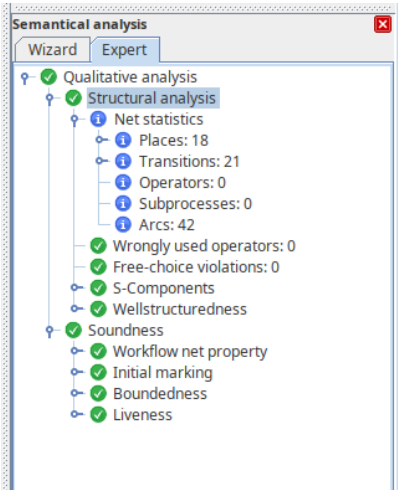 Semantical analysis
Wizard
Expert
Qualitative analysis
Structural analysis
Net statistics
Places: 18
Transitions: 21
Operators: 0
Subprocesses: 0
Arcs: 42
Wrongly used operators: 0
Free-choice violations: 0
S-Components
Wellstructuredness
Soundness
Workflow net property
Initial marking
Boundedness
Liveness